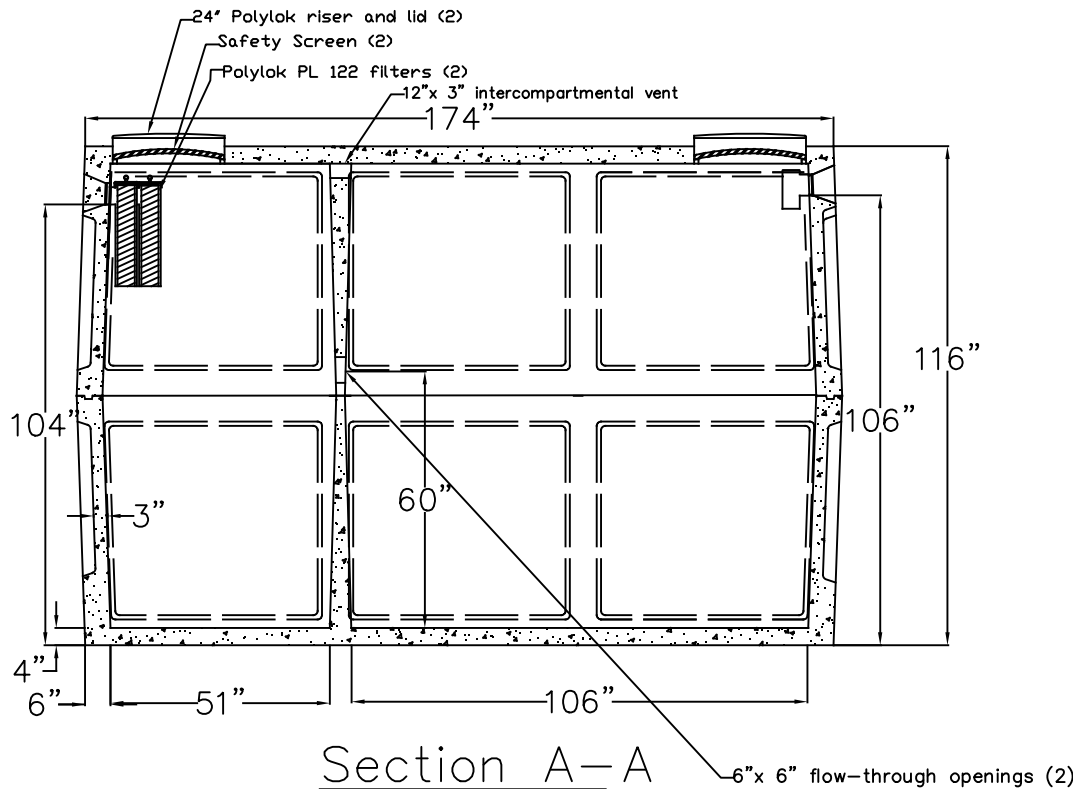 24" Polylok riser and lid (2)
Safety Screen (2)
Polylok PL 122 filters (2)
12"x 3" intercompartmental vent
174"
116"
104"
106"
60"
3"
4"
6"
51"
106"
Section A-A
6"x 6" flow-through openings (2)